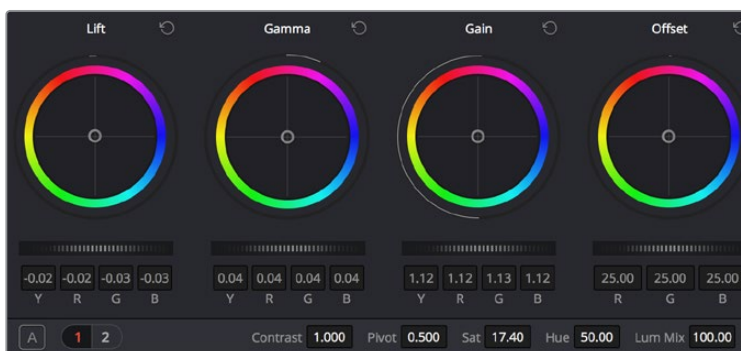 Lift Gamma Gain Offset
-0.02 -0.02 -0.03 -0.03 0.04 0.04 0.04 0.04 1.12 1.12 1.13 1.12 25.00 25.00 25.00
Y R G B Y R G B Y R G B R G B
A 1 2 Contrast 1.000 Pivot 0.500 Sat 17.40 Hue 50.00 Lum Mix 100.00